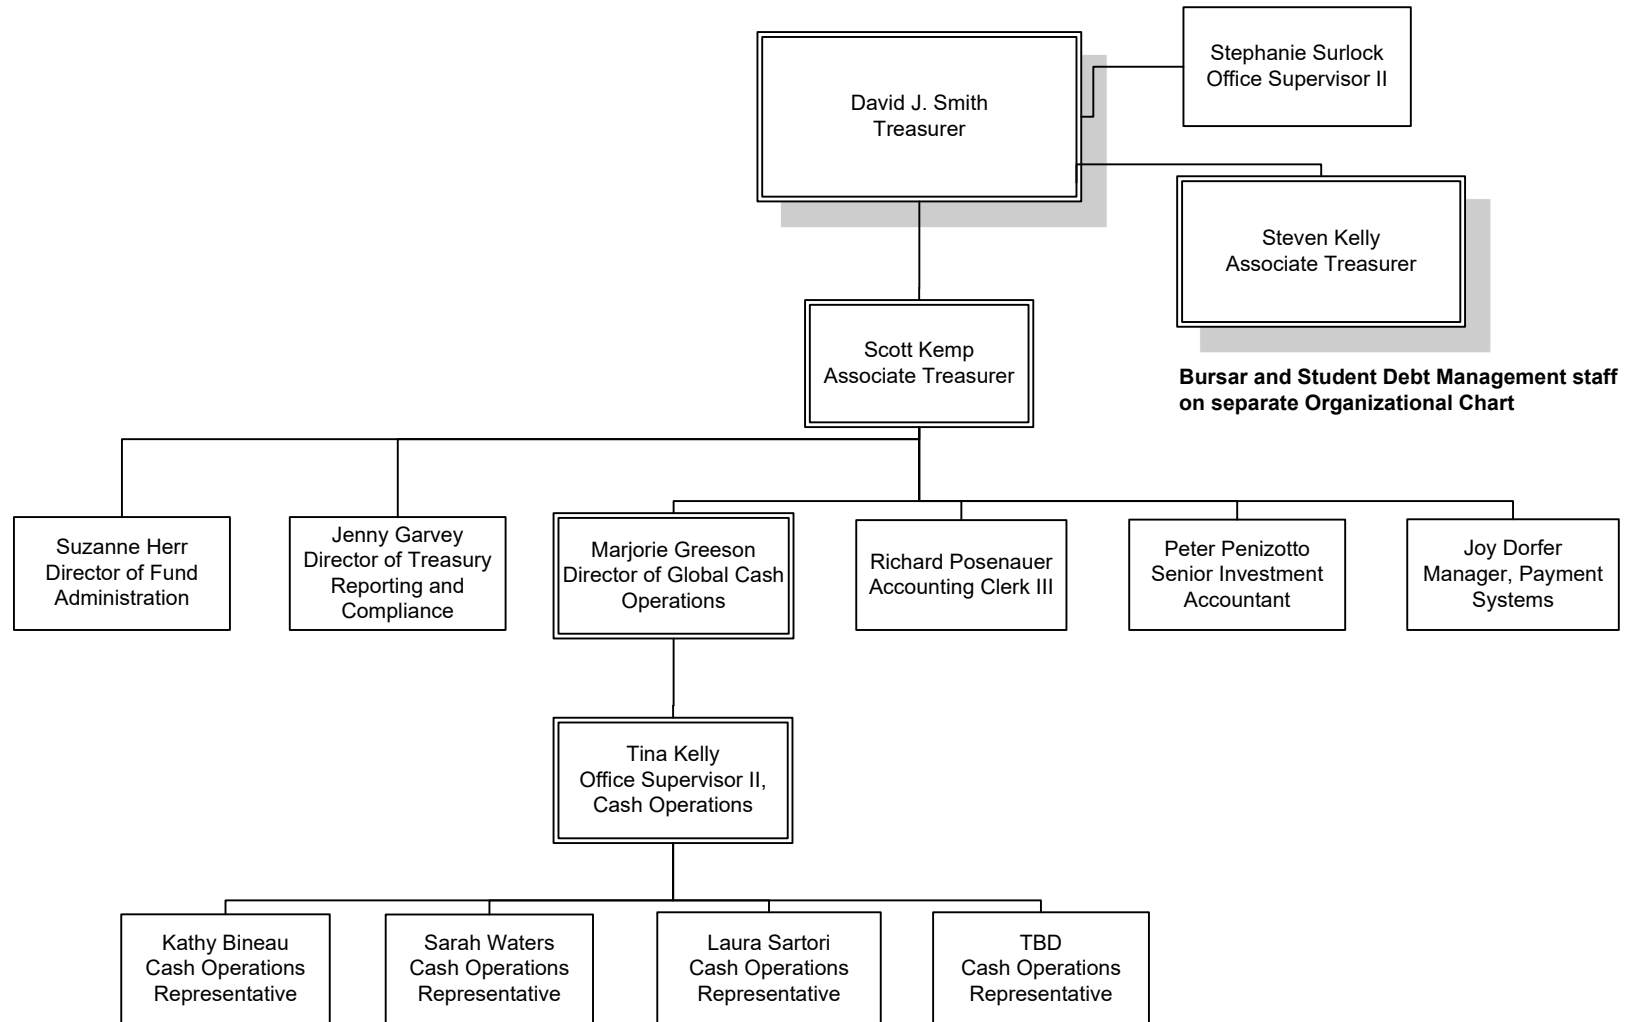 Stephanie Surlock
Office Supervisor II
David J. Smith
Treasurer
Steven Kelly
Associate Treasurer
Scott Kemp
Associate Treasurer
Bursar and Student Debt Management staff
on separate Organizational Chart
Suzanne Herr
Director of Fund
Administration
Jenny Garvey
Director of Treasury
Reporting and
Compliance
Marjorie Greeson
Director of Global Cash
Operations
Richard Posenauer
Accounting Clerk III
Peter Penizotto
Senior Investment
Accountant
Joy Dorfer
Manager, Payment
Systems
Tina Kelly
Office Supervisor II,
Cash Operations
Kathy Bineau
Cash Operations
Representative
Sarah Waters
Cash Operations
Representative
Laura Sartori
Cash Operations
Representative
TBD
Cash Operations
Representative